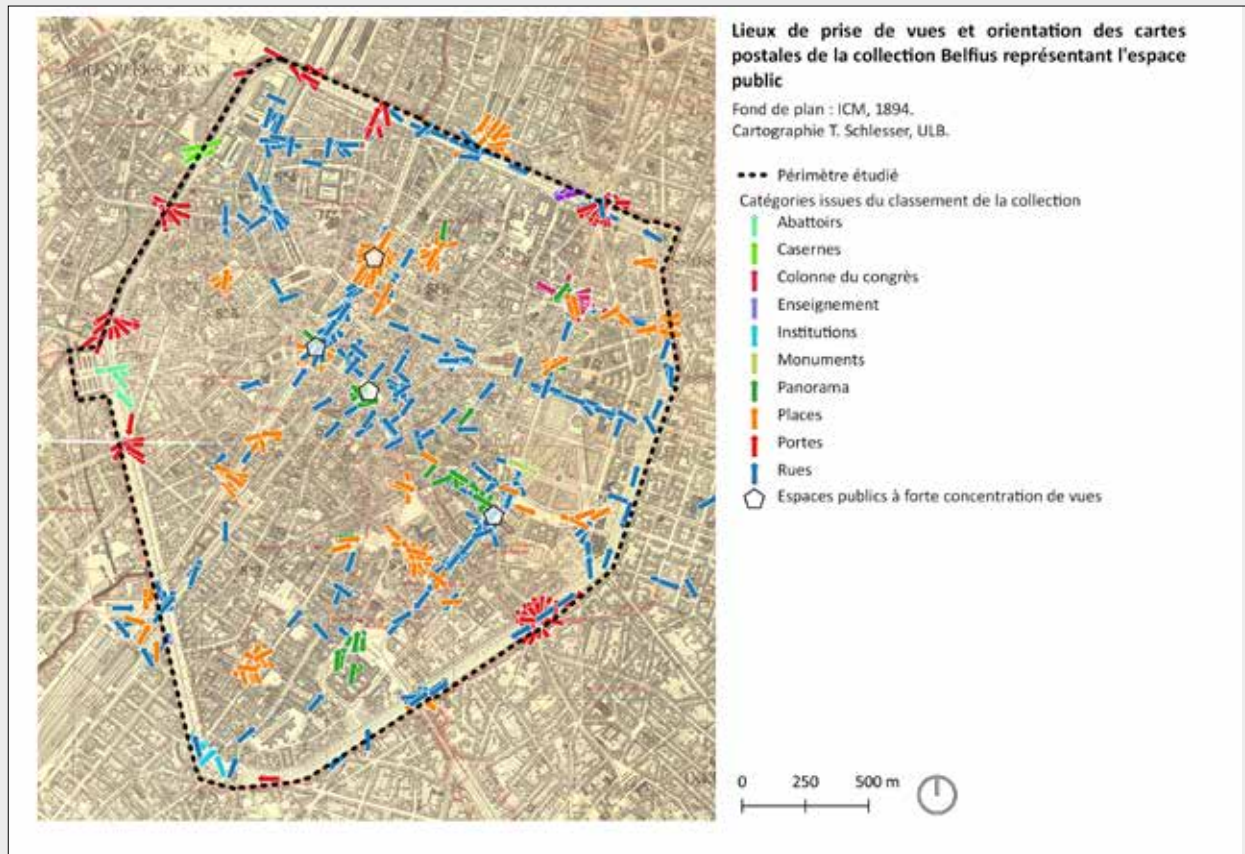 Lieux de prise de vues et orientation des cartes
postales de la collection Belfius représentant l'espace
public
Fond de plan : ICM, 1894.
Cartographie T. Schlesser, ULB.
Périmètre étudié
Catégories issues du classement de la collection
Abattoirs
Casernes
Colonne du congrès
Enseignement
Institutions
Monuments
Panorama
Places
Portes
Rues
Espaces publics à forte concentration de vues
0 250 500 m